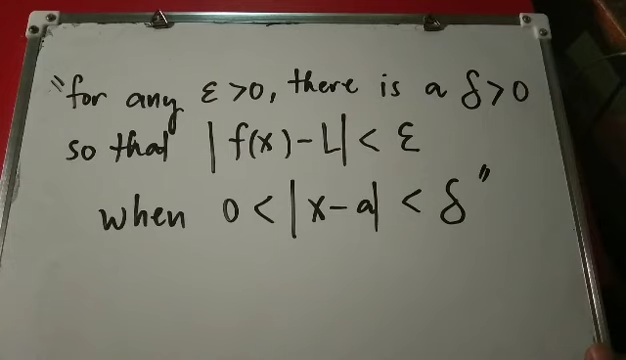 "for any ε>0, there is a δ>0
so that |f(x)-L| < ε
when 0 < |x-a| < δ"